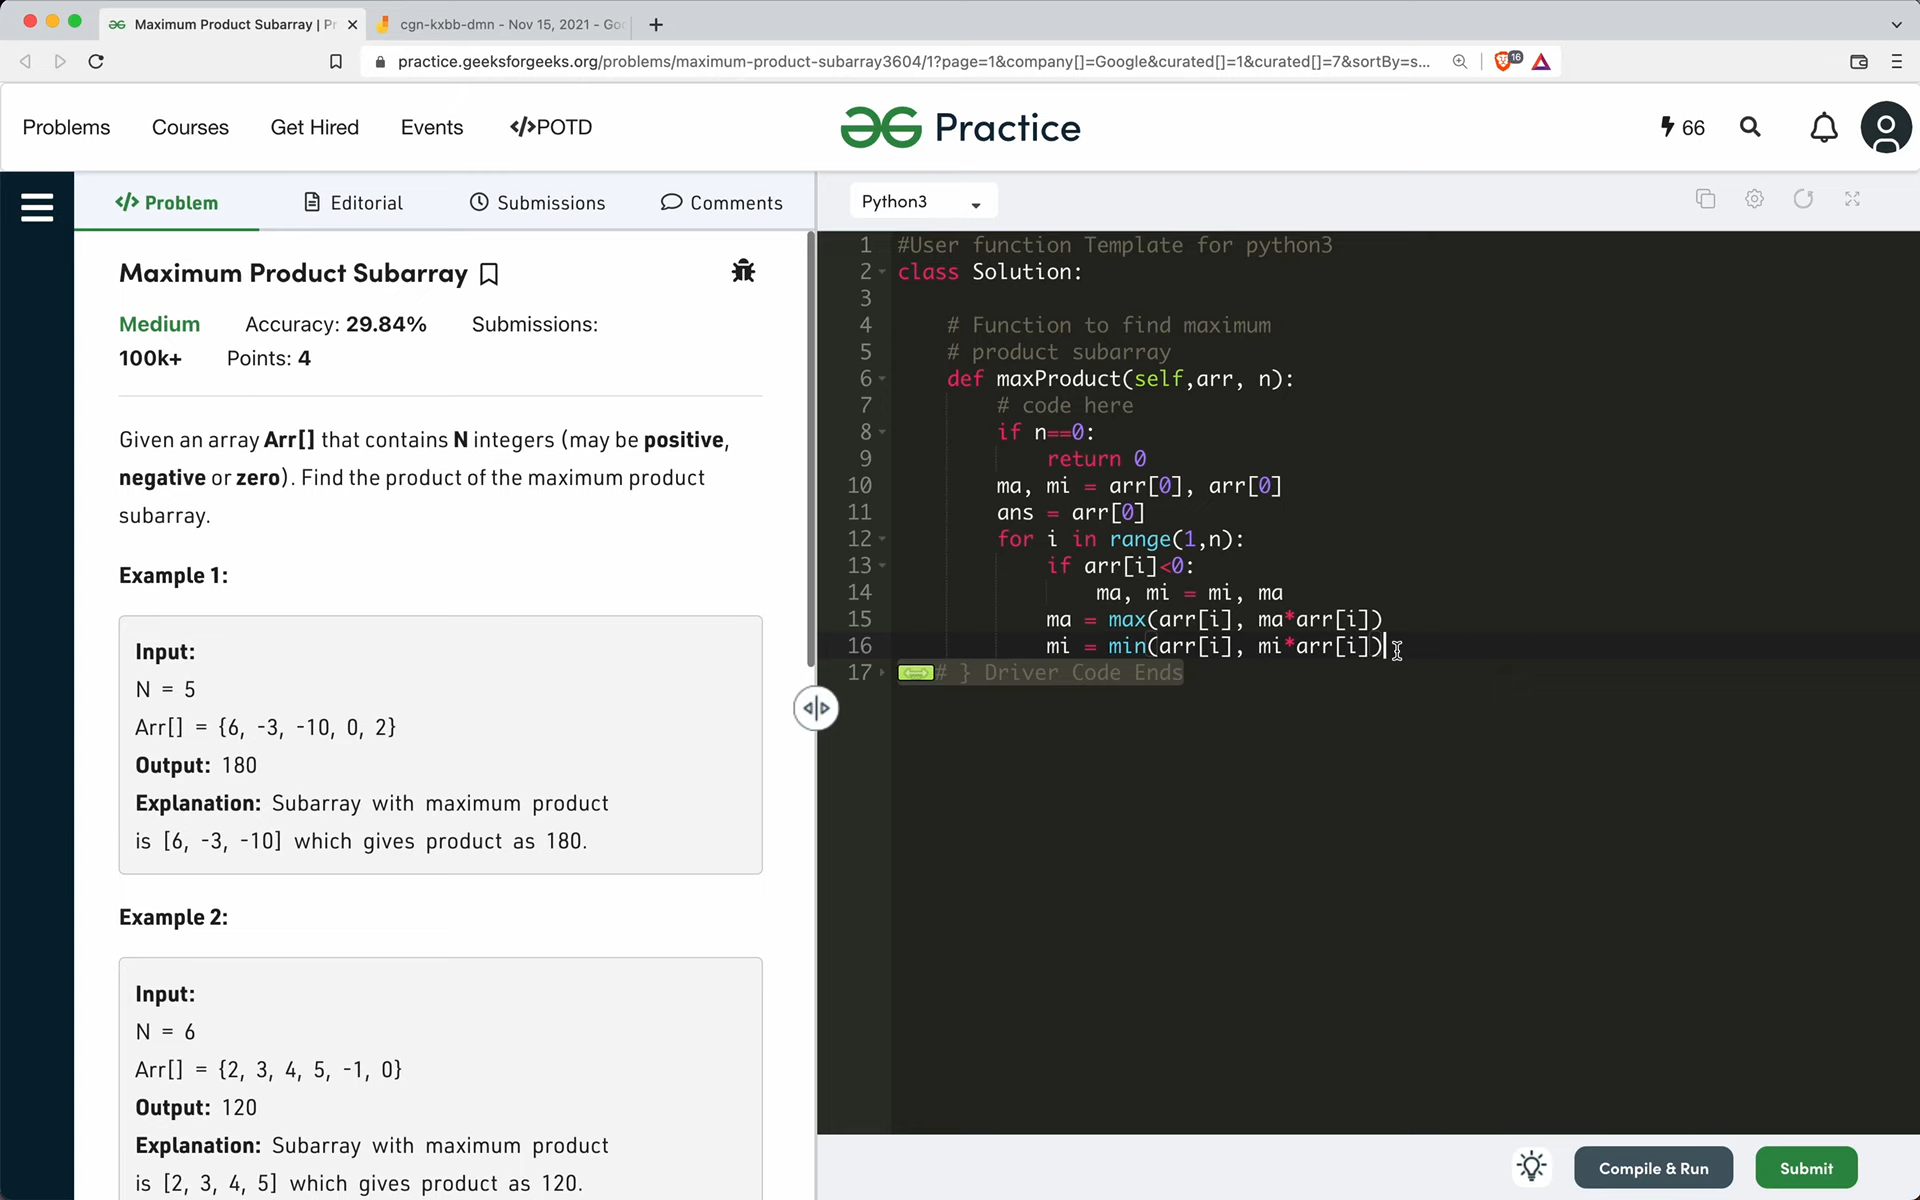 Maximum Product Subarray | Pr
cgn-kxbb-dmn - Nov 15, 2021 - Goo
practice.geeksforgeeks.org/problems/maximum-product-subarray3604/1?page=1&company[]=Google&curated[]=1&curated[]=7&sortBy=s...
16
Problems
Courses
Get Hired
Events
</>POTD
Practice
66
</> Problem
Editorial
Submissions
Comments
Python3
Maximum Product Subarray
Medium Accuracy: 29.84% Submissions:
100k+ Points: 4
Given an array Arr[] that contains N integers (may be positive,
negative or zero). Find the product of the maximum product
subarray.
Example 1:
Input:
N = 5
Arr[] = {6, -3, -10, 0, 2}
Output: 180
Explanation: Subarray with maximum product
is [6, -3, -10] which gives product as 180.
Example 2:
Input:
N = 6
Arr[] = {2, 3, 4, 5, -1, 0}
Output: 120
Explanation: Subarray with maximum product
is [2, 3, 4, 5] which gives product as 120.
1 #User function Template for python3
2 class Solution:
3
4 # Function to find maximum
5 # product subarray
6 def maxProduct(self,arr, n):
7 # code here
8 if n==0:
9 return 0
10 ma, mi = arr[0], arr[0]
11 ans = arr[0]
12 for i in range(1,n):
13 if arr[i]<0:
14 ma, mi = mi, ma
15 ma = max(arr[i], ma*arr[i])
16 mi = min(arr[i], mi*arr[i])
17 # } Driver Code Ends
Compile & Run
Submit